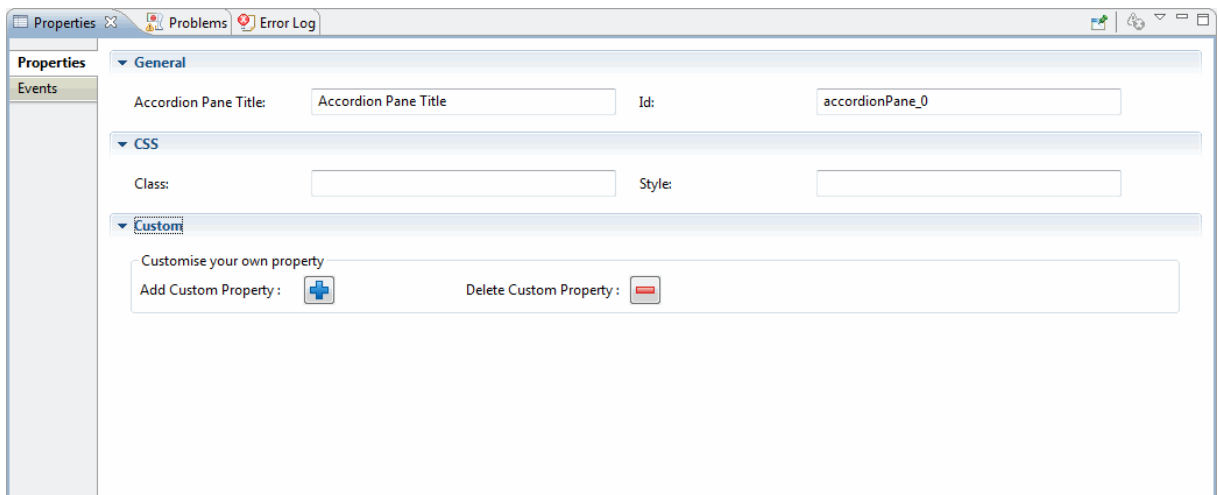 Properties Problems Error Log
Properties
Events
General
Accordion Pane Title: Accordion Pane Title Id: accordionPane_0
CSS
Class: Style:
Custom
Customise your own property
Add Custom Property : Delete Custom Property :